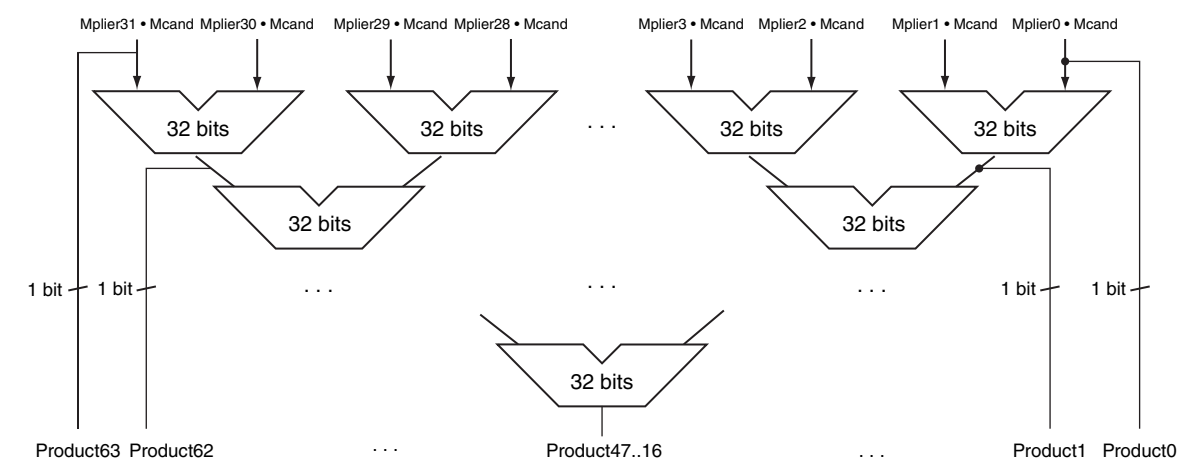 Mplier31 • Mcand Mplier30 • Mcand Mplier29 • Mcand Mplier28 • Mcand Mplier3 • Mcand Mplier2 • Mcand Mplier1 • Mcand Mplier0 • Mcand
32 bits 32 bits . . . 32 bits 32 bits
32 bits 32 bits
1 bit 1 bit . . . . . . . . . 1 bit 1 bit
32 bits
Product63 Product62 . . . Product47..16 . . . Product1 Product0